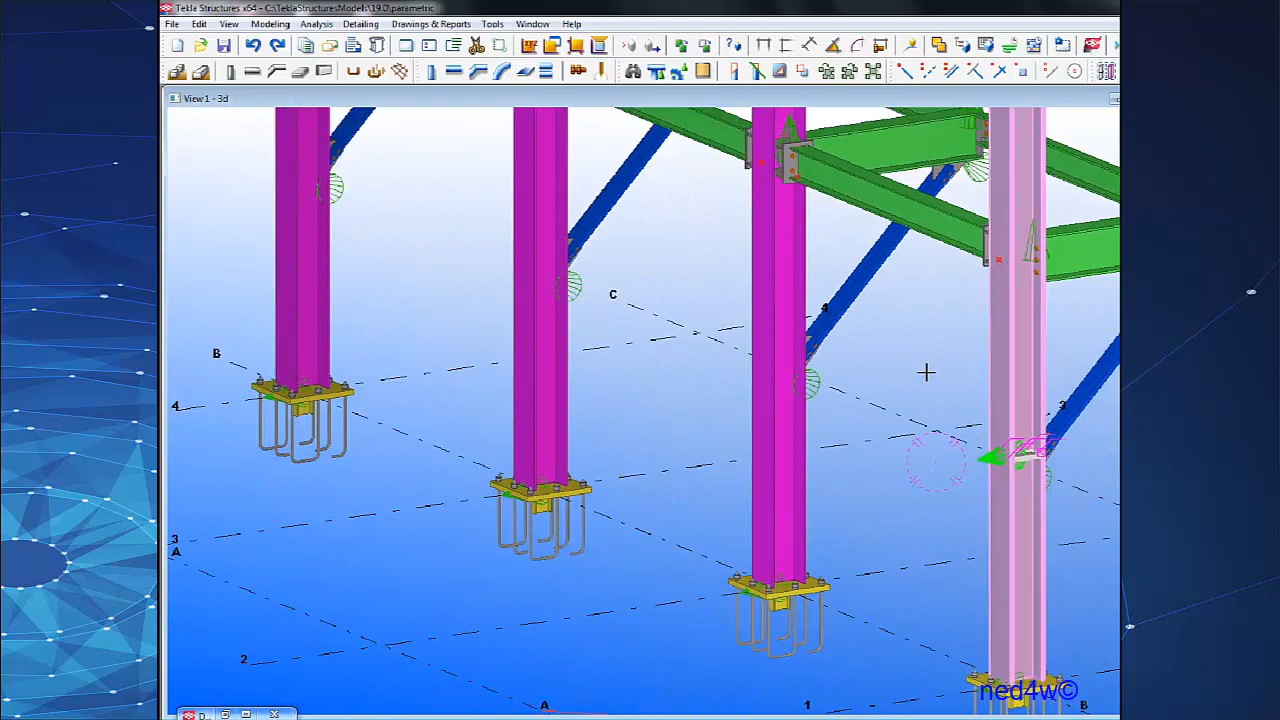 Tekla Structures x64 - C:\TeklaStructuresModels\19.0\parametric
File Edit View Modeling Analysis Detailing Drawings & Reports Tools Window Help
View 1 - 3d
C
4
B
4
3
3
A
2
A
1
B
ned4w©
D...